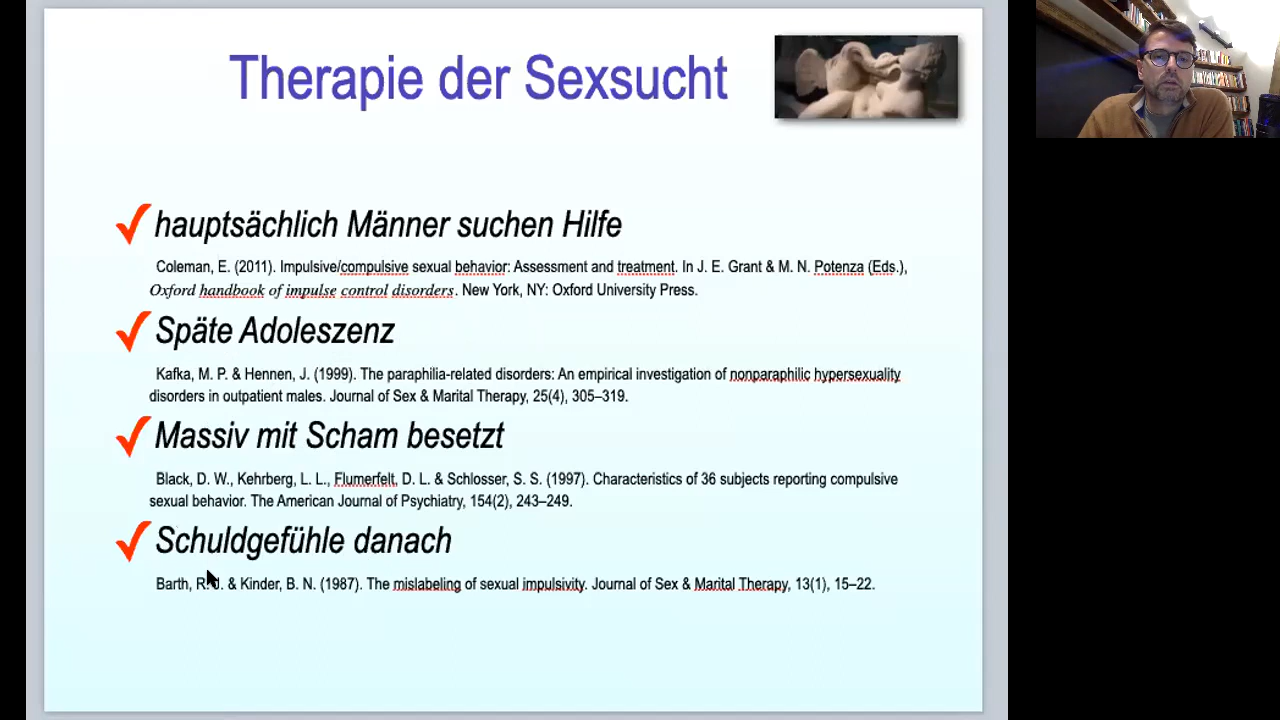 Therapie der Sexsucht
hauptsächlich Männer suchen Hilfe
Coleman, E. (2011). Impulsive/compulsive sexual behavior: Assessment and treatment. In J. E. Grant & M. N. Potenza (Eds.),
Oxford handbook of impulse control disorders. New York, NY: Oxford University Press.
Späte Adoleszenz
Kafka, M. P. & Hennen, J. (1999). The paraphilia-related disorders: An empirical investigation of nonparaphilic hypersexuality
disorders in outpatient males. Journal of Sex & Marital Therapy, 25(4), 305–319.
Massiv mit Scham besetzt
Black, D. W., Kehrberg, L. L., Flumerfelt, D. L. & Schlosser, S. S. (1997). Characteristics of 36 subjects reporting compulsive
sexual behavior. The American Journal of Psychiatry, 154(2), 243–249.
Schuldgefühle danach
Barth, R. & Kinder, B. N. (1987). The mislabeling of sexual impulsivity. Journal of Sex & Marital Therapy, 13(1), 15–22.